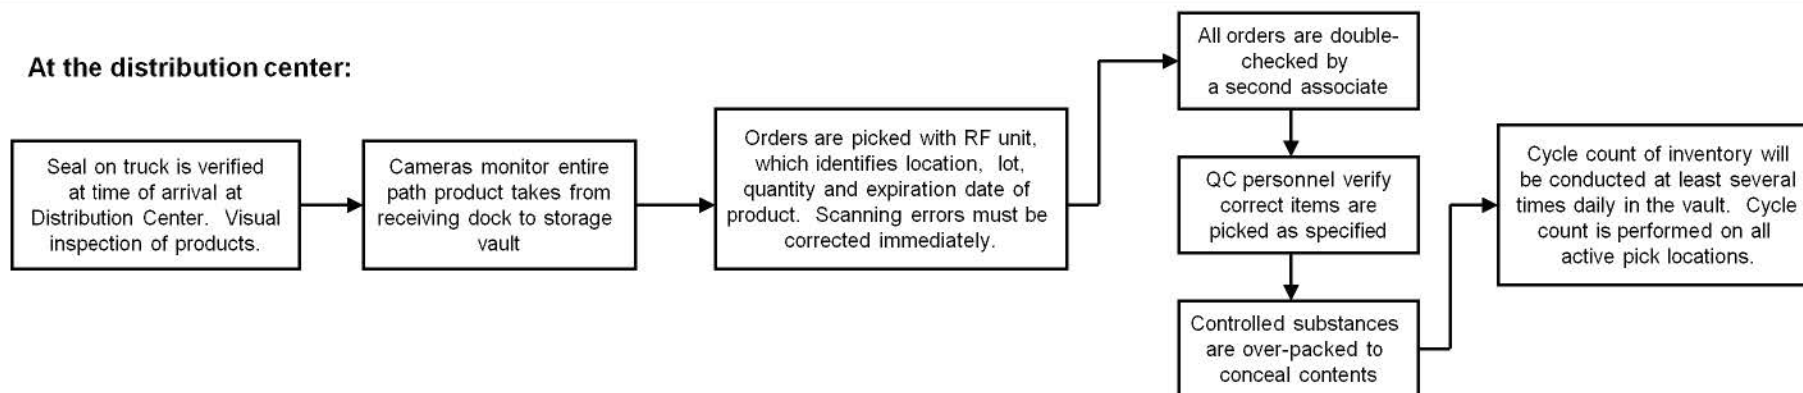 At the distribution center:
Seal on truck is verified
at time of arrival at
Distribution Center.  Visual
inspection of products.
Cameras monitor entire
path product takes from
receiving dock to storage
vault
Orders are picked with RF unit,
which identifies location,  lot,
quantity and expiration date of
product.  Scanning errors must be
corrected immediately.
All orders are double-
checked by
a second associate
QC personnel verify
correct items are
picked as specified
Controlled substances
are over-packed to
conceal contents
Cycle count of inventory will
be conducted at least several
times daily in the vault.  Cycle
count is performed on all
active pick locations.